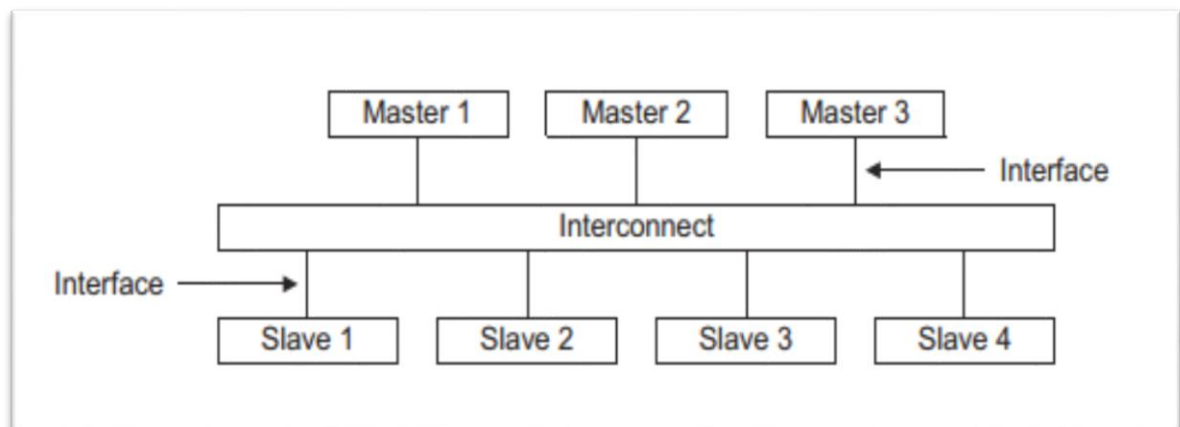 Master 1
Master 2
Master 3
Interface
Interconnect
Interface
Slave 1
Slave 2
Slave 3
Slave 4